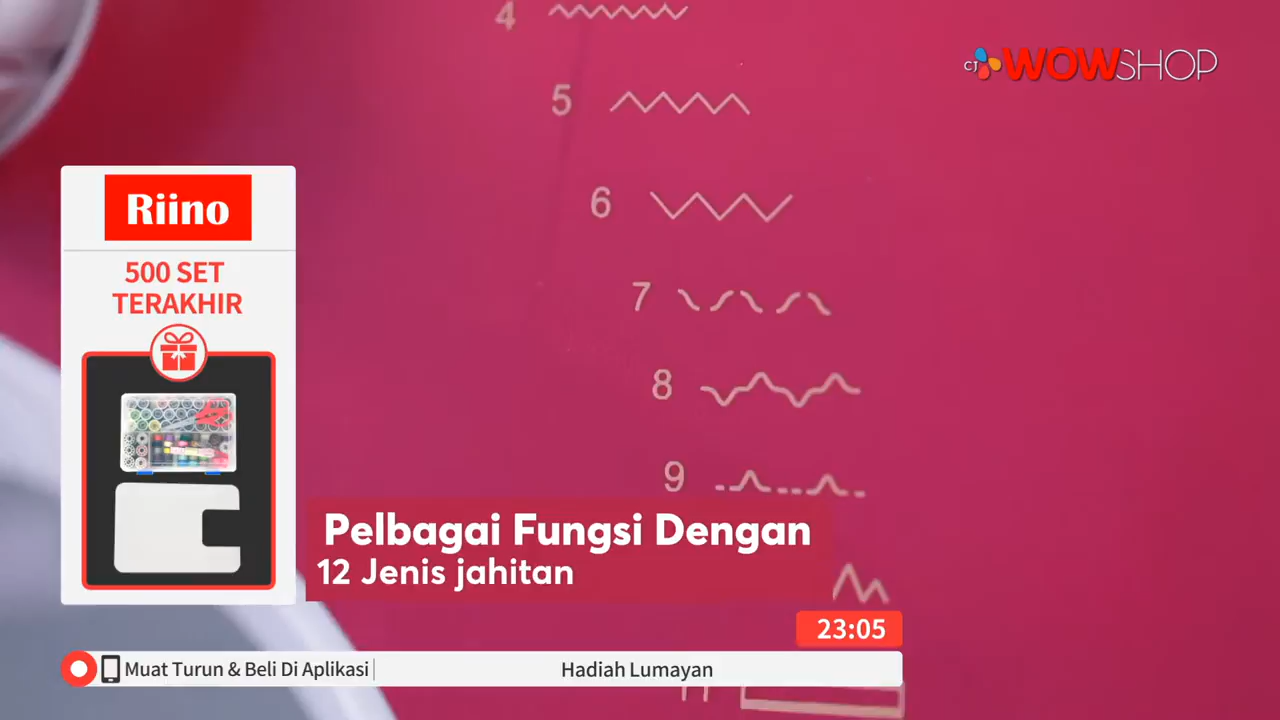 4
5
6
7
8
9
11
CJ WOWSHOP
Riino
500 SET
TERAKHIR
Pelbagai Fungsi Dengan
12 Jenis jahitan
23:05
Muat Turun & Beli Di Aplikasi
Hadiah Lumayan